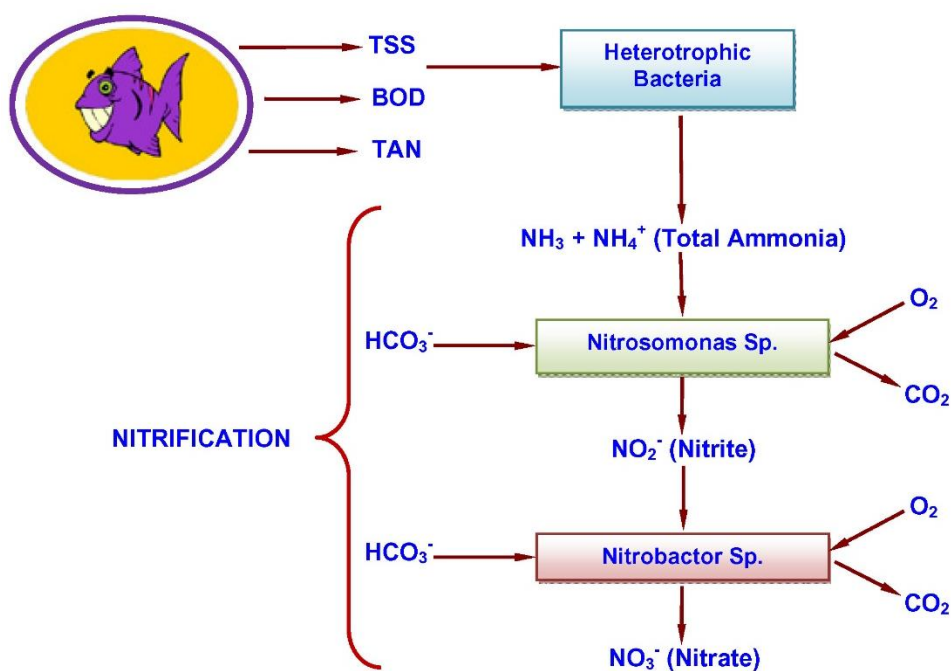 TSS
BOD
TAN
Heterotrophic
Bacteria
NH₃ + NH₄⁺ (Total Ammonia)
O₂
HCO₃⁻
Nitrosomonas Sp.
CO₂
NITRIFICATION
NO₂⁻ (Nitrite)
O₂
HCO₃⁻
Nitrobactor Sp.
CO₂
NO₃⁻ (Nitrate)